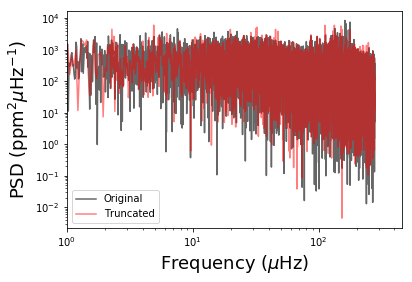 10⁴
10³
10²
10¹
10⁰
10⁻¹
10⁻²
PSD (ppm²μHz⁻¹)
Original
Truncated
10⁰
10¹
10²
Frequency (μHz)